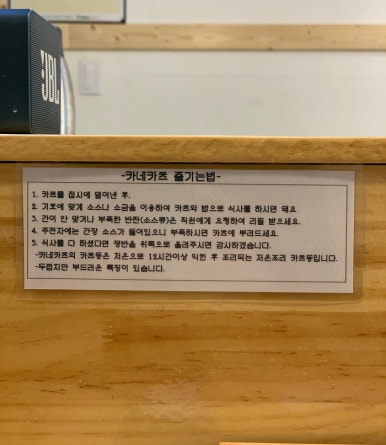 JBL
-카네카츠 즐기는법-
1. 카츠를 접시에 덜어낸 후.
2. 기호에 맞게 소스나 소금을 이용하여 카츠와 밥으로 식사를 하시면 돼요
3. 간이 안 맞거나 부족한 반찬(소스류)은 직원에게 요청하여 리필 받으세요.
4. 주전자에는 간장 소스가 들어있으니 부족하시면 카츠에 뿌려드세요.
5. 식사를 다 하셨다면 쟁반을 위쪽으로 올려주시면 감사하겠습니다.
-카네카츠의 카츠동은 저온으로 12시간이상 익힌 후 조리되는 저온조리 카츠동입니다.
-두껍지만 부드러운 특징이 있습니다.